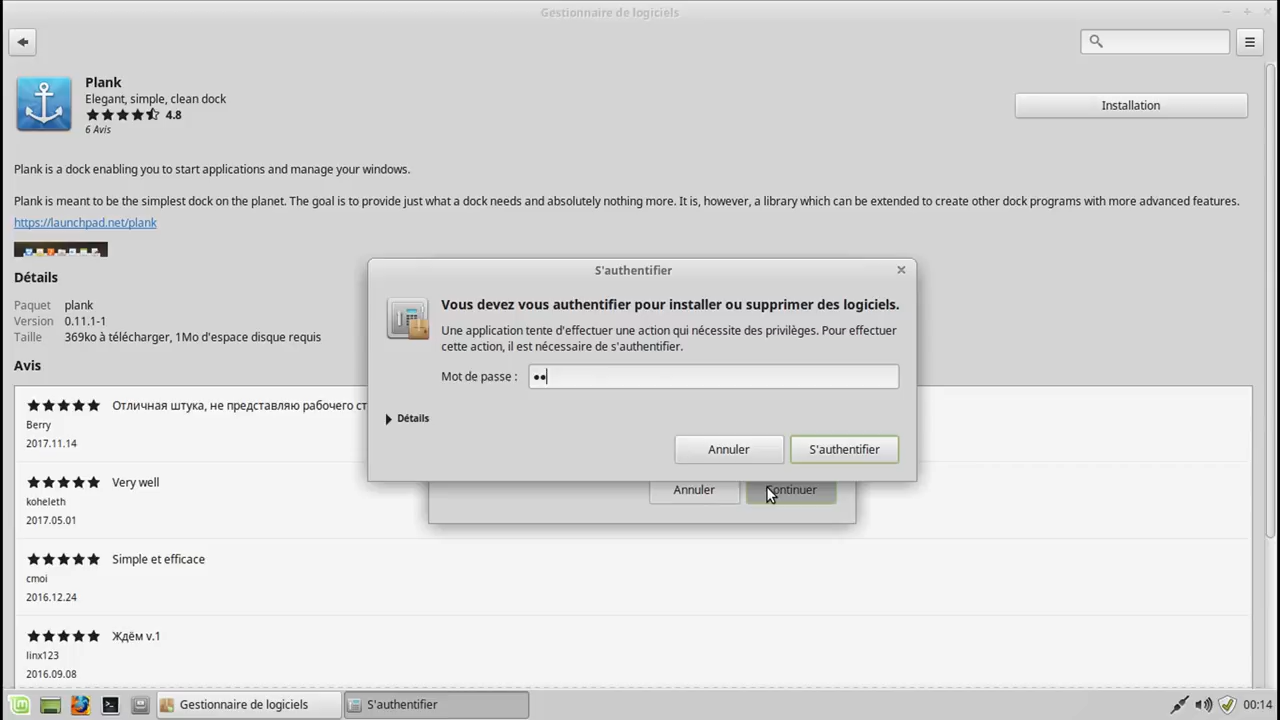 Gestionnaire de logiciels
Plank
Elegant, simple, clean dock
4.8
6 Avis
Installation
Plank is a dock enabling you to start applications and manage your windows.
Plank is meant to be the simplest dock on the planet. The goal is to provide just what a dock needs and absolutely nothing more. It is, however, a library which can be extended to create other dock programs with more advanced features.
https://launchpad.net/plank
Détails
Paquet plank
Version 0.11.1-1
Taille 369ko à télécharger, 1Mo d'espace disque requis
Avis
S'authentifier
Vous devez vous authentifier pour installer ou supprimer des logiciels.
Une application tente d'effectuer une action qui nécessite des privilèges. Pour effectuer
cette action, il est nécessaire de s'authentifier.
Mot de passe : ●●
Détails
Annuler S'authentifier
Annuler Continuer
Отличная штука, не представляю рабочего ст
Berry
2017.11.14
Very well
koheleth
2017.05.01
Simple et efficace
cmoi
2016.12.24
Ждём v.1
linx123
2016.09.08
Gestionnaire de logiciels S'authentifier 00:14